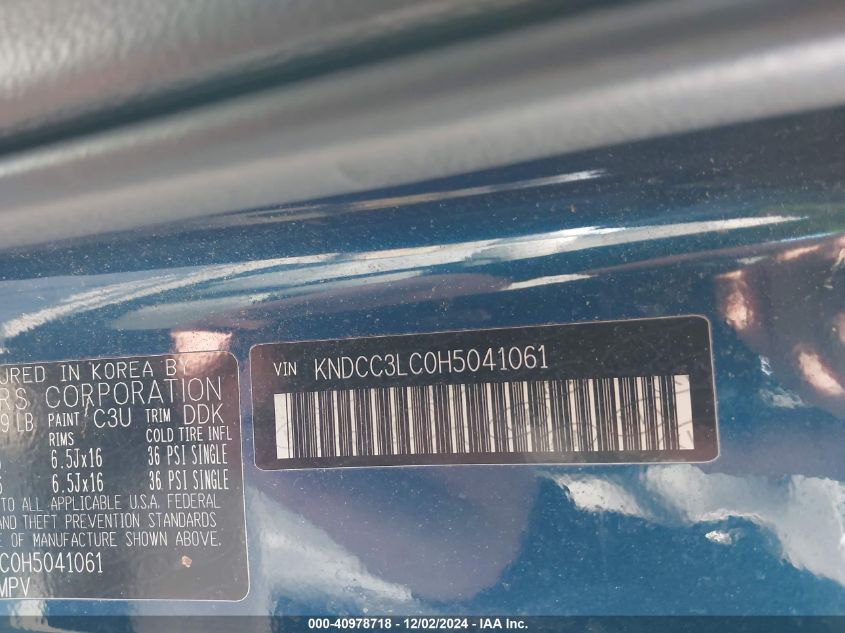 URED IN KOREA BY
RS CORPORATION
9 LB PAINT C3U TRIM DDK
RIMS COLD TIRE INFL
6.5Jx16 36 PSI SINGLE
6.5Jx16 36 PSI SINGLE
TO ALL APPLICABLE U.S.A. FEDERAL
AND THEFT PREVENTION STANDARDS
E OF MANUFACTURE SHOWN ABOVE.
C0H5041061
MPV
VIN KNDCC3LC0H5041061
000-40978718 - 12/02/2024 - IAA Inc.